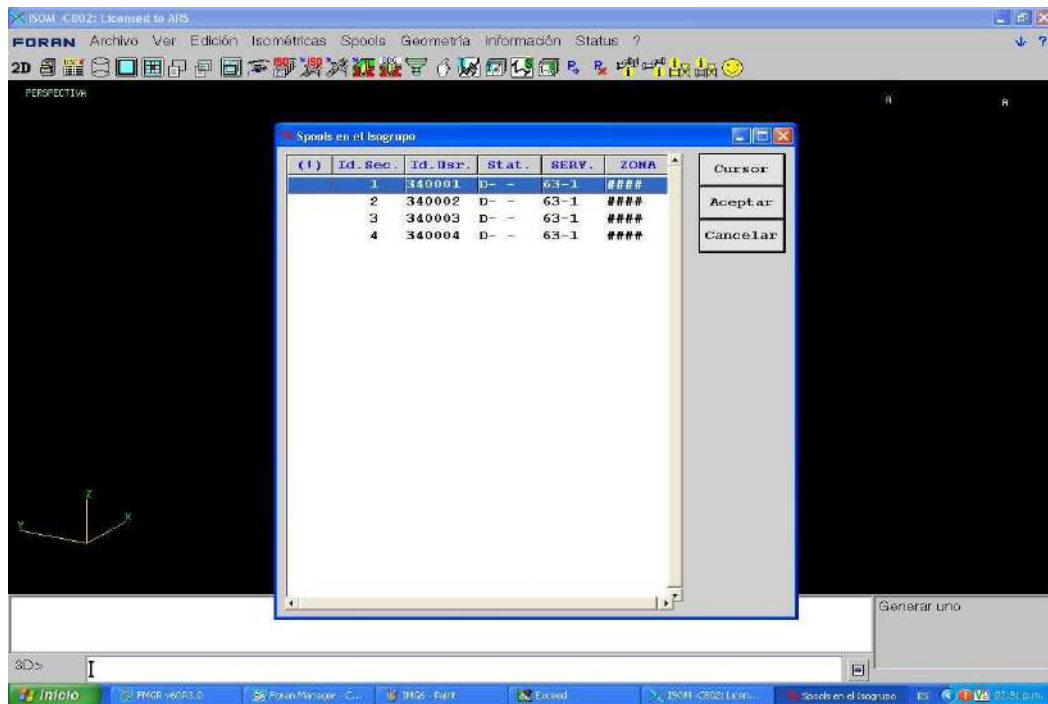 ISOM -CB02: Licensed to ARS
FORAN Archivo Ver Edición Isométricas Spools Geometría Información Status ?
2D
PERSPECTIVA
A A
Spools en el Isogrupo
(1) Id.Sec. Id.Usr. Stat. SERV. ZONA
1 340001 D- - 63-1 ####
2 340002 D- - 63-1 ####
3 340003 D- - 63-1 ####
4 340004 D- - 63-1 ####
Cursor
Aceptar
Cancelar
Z
Y X
Generar uno
3D>
Inicio FMGR v60R3.0 Foran Manager - C... IMGS - Paint Exceed ISOM -CB02: Licen... Spools en el Isogrupo ES p.m.